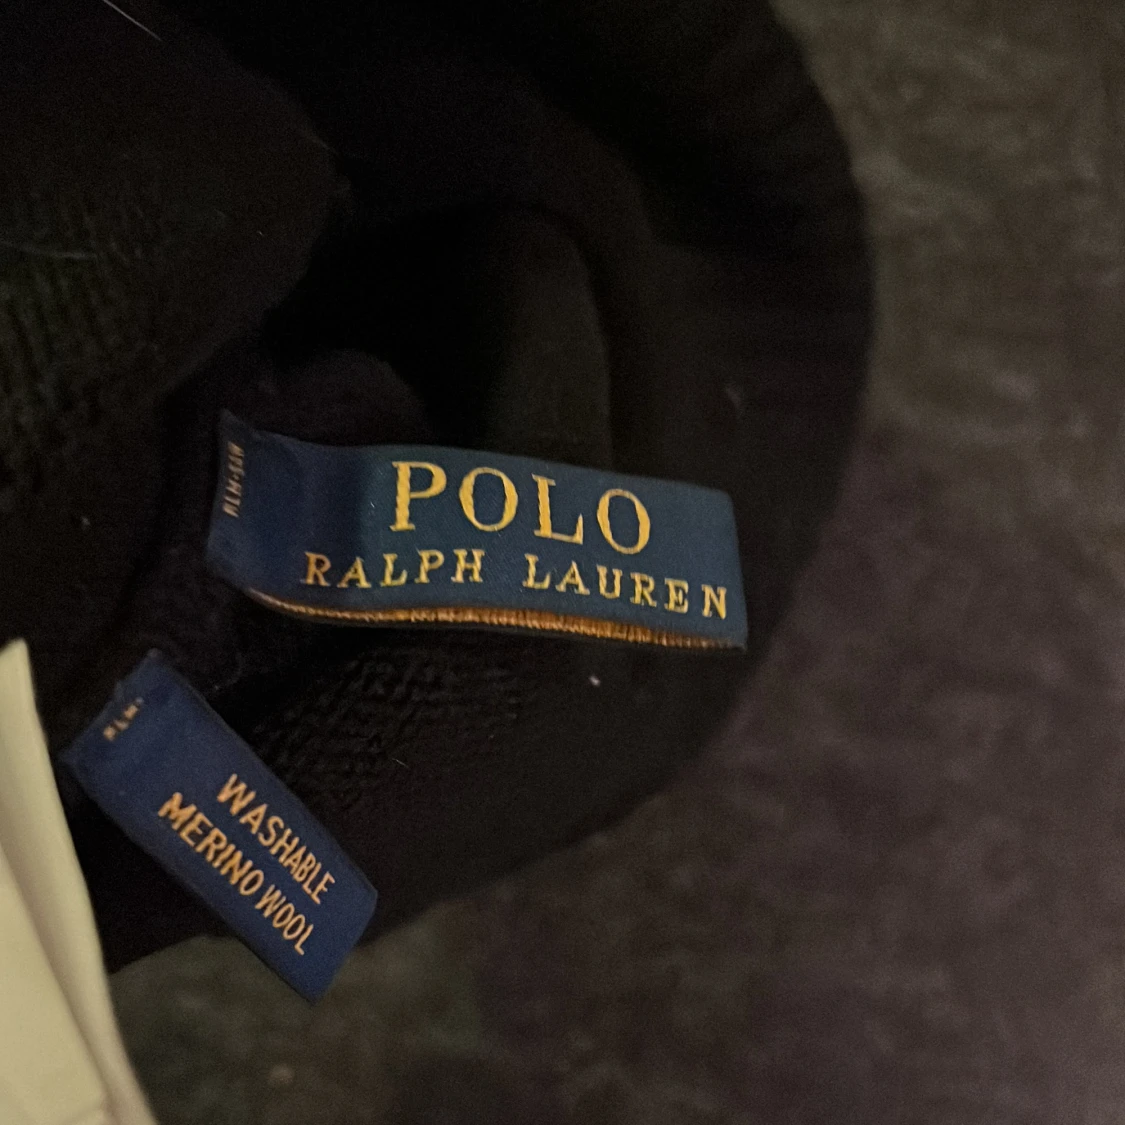 POLO
RALPH LAUREN
WASHABLE
MERINO WOOL